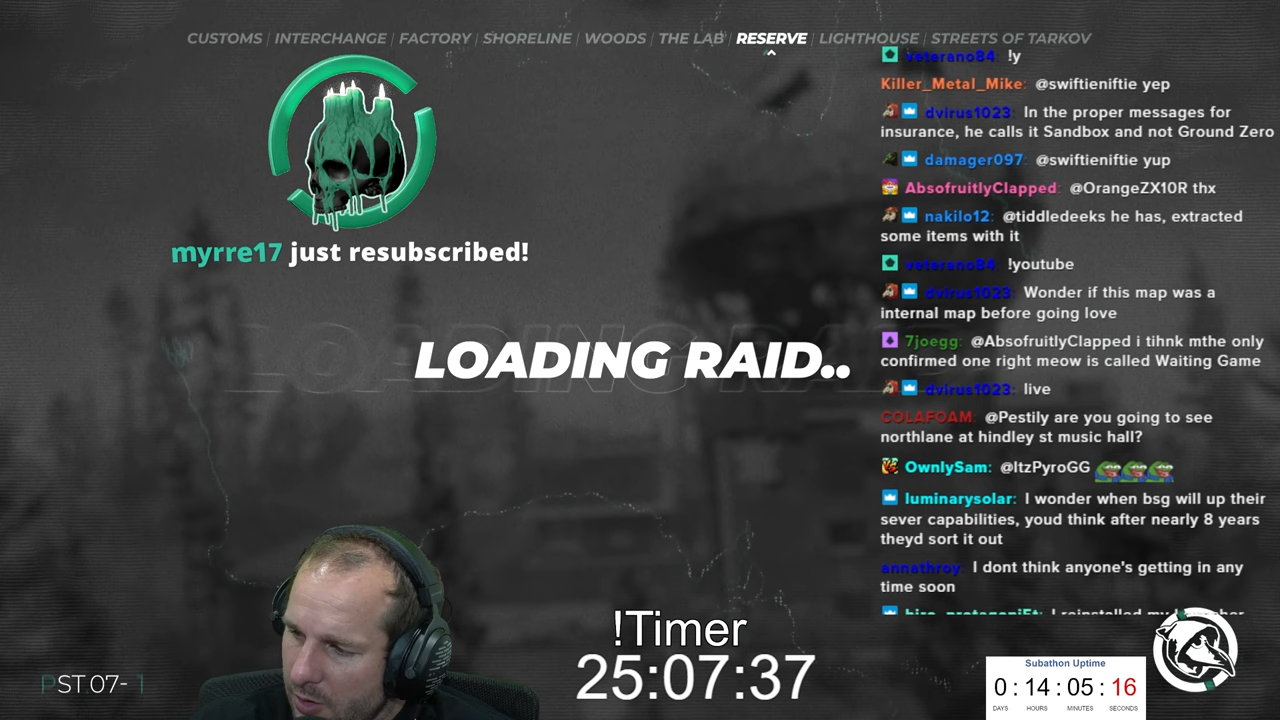 CUSTOMS | INTERCHANGE | FACTORY | SHORELINE | WOODS | THE LAB | RESERVE | LIGHTHOUSE | STREETS OF TARKOV
veterano84: !y
Killer_Metal_Mike: @swiftieniftie yep
dvirus1023: In the proper messages for
insurance, he calls it Sandbox and not Ground Zero
damager097: @swiftieniftie yup
AbsofruitlyClapped: @OrangeZX10R thx
nakilo12: @tiddledeeks he has, extracted
some items with it
veterano84: !youtube
dvirus1023: Wonder if this map was a
internal map before going love
7joegg: @AbsofruitlyClapped i tihnk mthe only
confirmed one right meow is called Waiting Game
dvirus1023: live
COLAFOAM: @Pestily are you going to see
northlane at hindley st music hall?
OwnlySam: @ItzPyroGG
luminarysolar: I wonder when bsg will up their
sever capabilities, youd think after nearly 8 years
theyd sort it out
annathroy: I dont think anyone's getting in any
time soon
myrre17 just resubscribed!
LOADING RAID..
!Timer
25:07:37
PST 07- 1
Subathon Uptime
0 : 14 : 05 : 16
DAYS HOURS MINUTES SECONDS